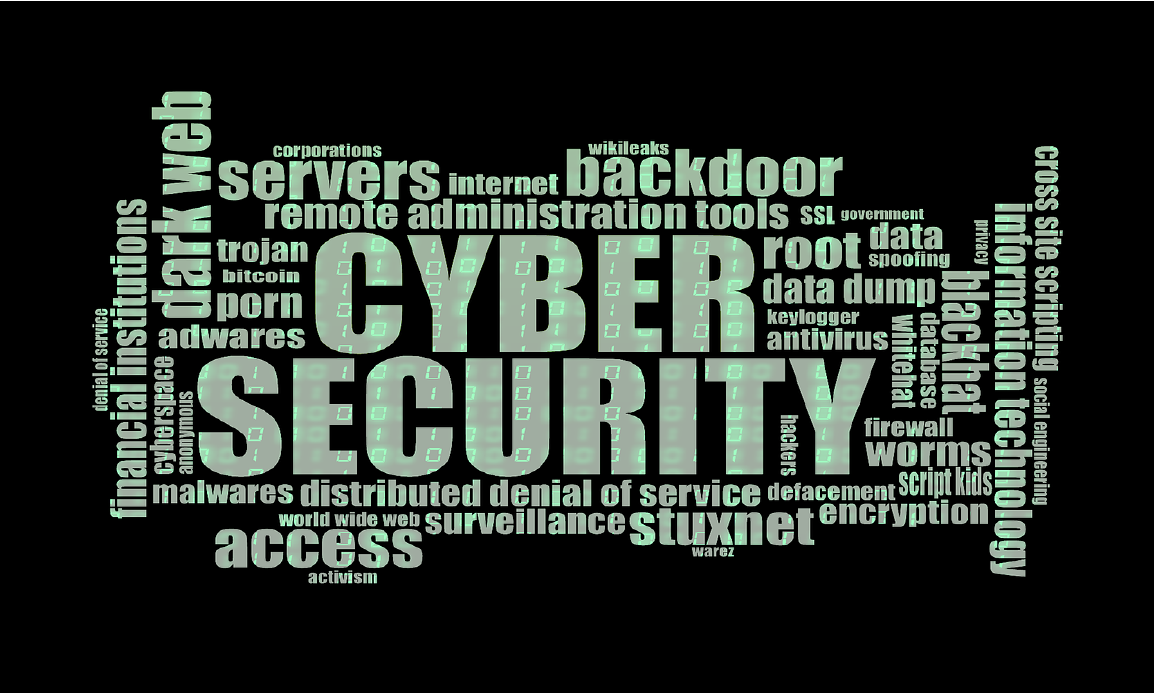 dark web
corporations
wikileaks
servers
internet
backdoor
remote administration tools
SSL
government
cross site scripting
information technology
financial institutions
denial of service
trojan
bitcoin
porn
adwares
CYBER
root
data
spoofing
privacy
data dump
blackhat
keylogger
antivirus
whitehat
database
cyberspace
anonymous
SECURITY
hackers
firewall
worms
script kids
social engineering
malwares
distributed denial of service
defacement
encryption
world wide web
surveillance
stuxnet
access
warez
activism